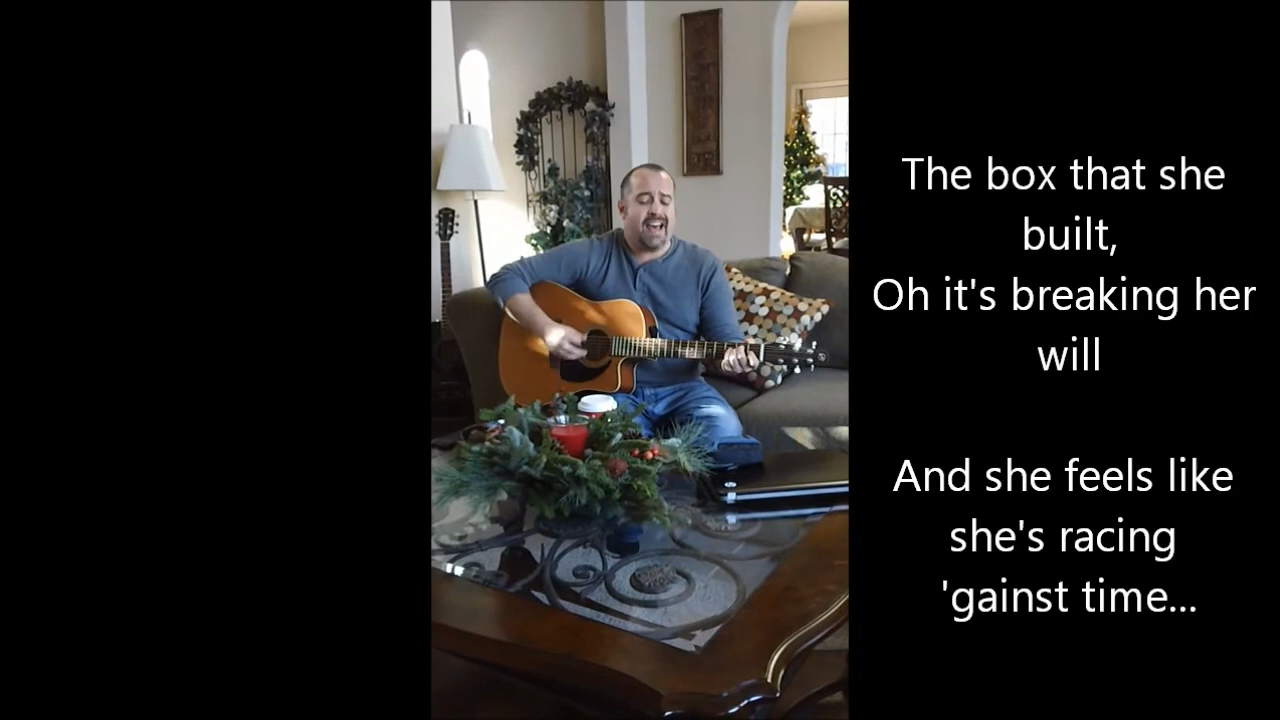 The box that she
built,
Oh it's breaking her
will
And she feels like
she's racing
'gainst time...